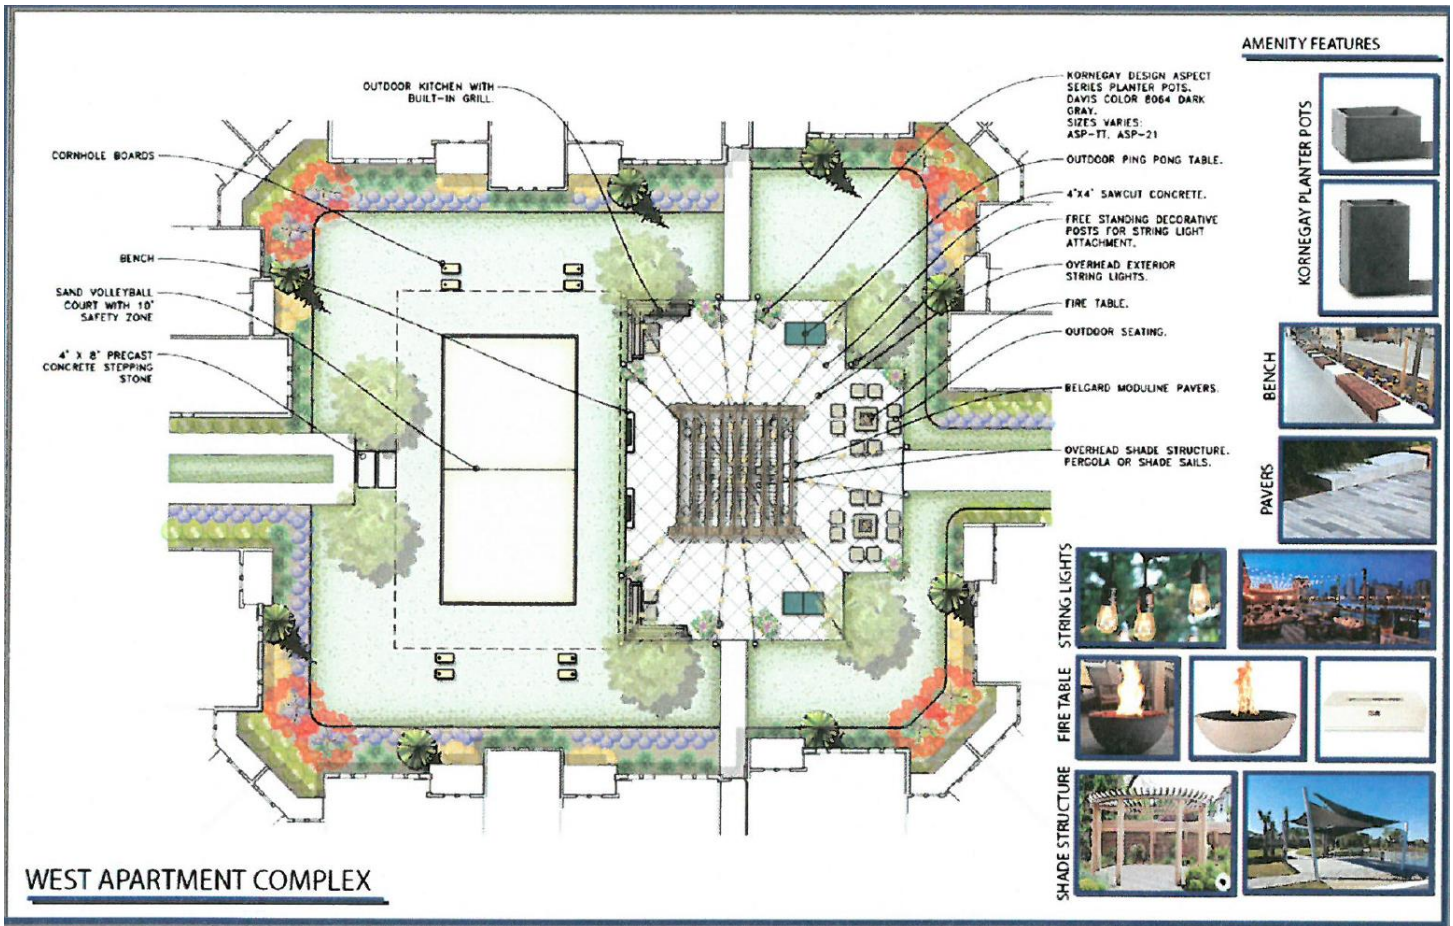 AMENITY FEATURES
OUTDOOR KITCHEN WITH
BUILT-IN GRILL.
CORNHOLE BOARDS
BENCH
SAND VOLLEYBALL
COURT WITH 10'
SAFETY ZONE
4' X 8' PRECAST
CONCRETE STEPPING
STONE
KORNEGAY DESIGN ASPECT
SERIES PLANTER POTS.
DAVIS COLOR 8064 DARK
GRAY.
SIZES VARIES:
ASP-TT, ASP-21
OUTDOOR PING PONG TABLE.
4'X4' SAWCUT CONCRETE.
FREE STANDING DECORATIVE
POSTS FOR STRING LIGHT
ATTACHMENT.
OVERHEAD EXTERIOR
STRING LIGHTS.
FIRE TABLE.
OUTDOOR SEATING.
BELGARD MODULINE PAVERS.
OVERHEAD SHADE STRUCTURE.
PERGOLA OR SHADE SAILS.
KORNEGAY PLANTER POTS
BENCH
PAVERS
STRING LIGHTS
FIRE TABLE
SHADE STRUCTURE
WEST APARTMENT COMPLEX